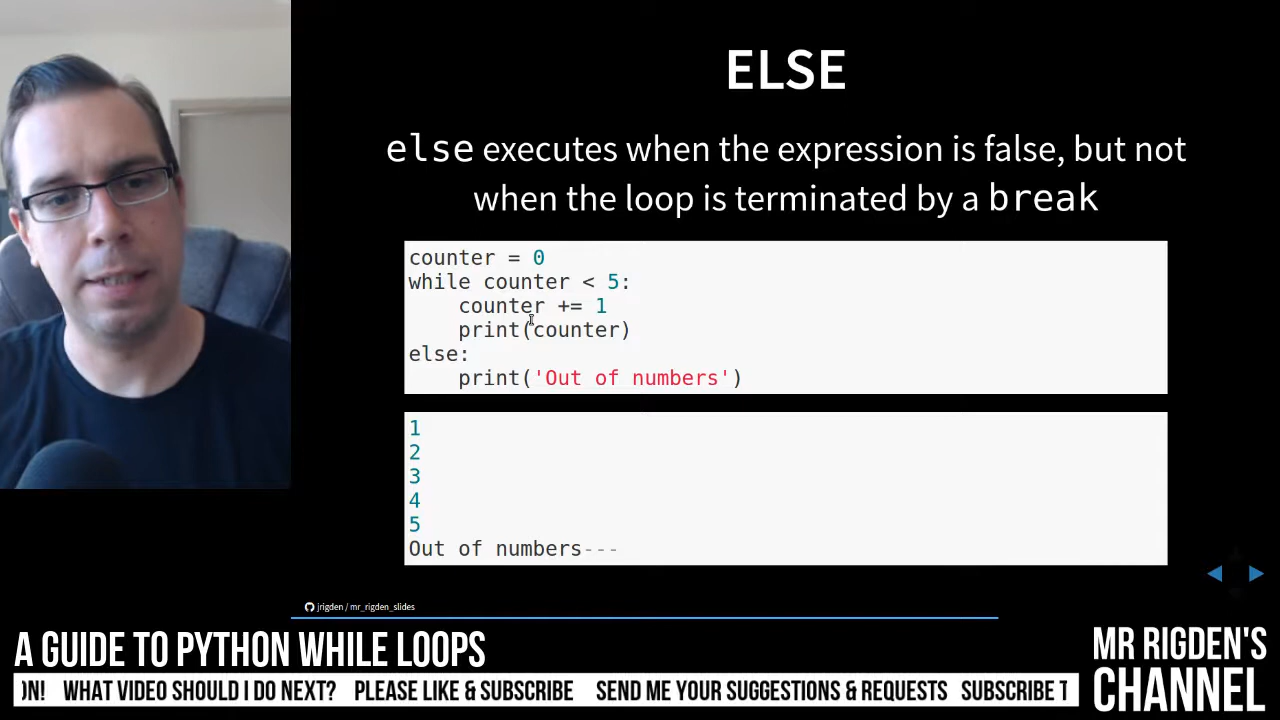 ELSE
else executes when the expression is false, but not
when the loop is terminated by a break
counter = 0
while counter < 5:
    counter += 1
    print(counter)
else:
    print('Out of numbers')
1
2
3
4
5
Out of numbers---
jrigden / mr_rigden_slides
A GUIDE TO PYTHON WHILE LOOPS
MR RIGDEN'S
CHANNEL
ON! WHAT VIDEO SHOULD I DO NEXT? PLEASE LIKE & SUBSCRIBE SEND ME YOUR SUGGESTIONS & REQUESTS SUBSCRIBE T